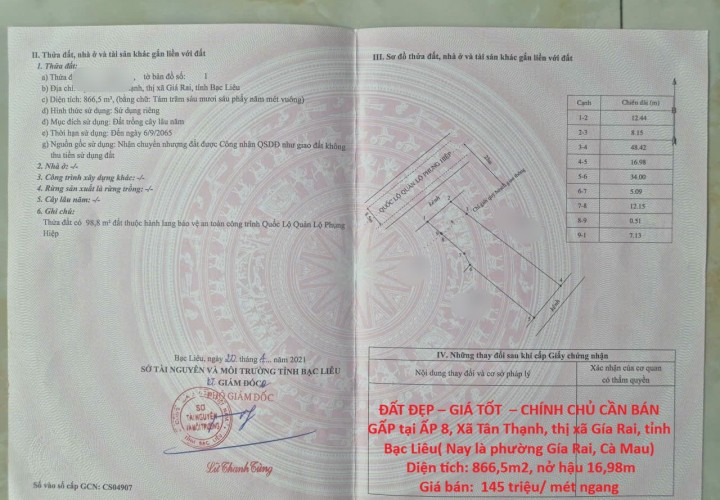 II. Thửa đất, nhà ở và tài sản khác gắn liền với đất
1. Thửa đất:
a) Thửa đ , tờ bản đồ số: 1
b) Địa chỉ. ạnh, thị xã Giá Rai, tỉnh Bạc Liêu
c) Diện tích: 866,5 m², (bằng chữ: Tám trăm sáu mươi sáu phẩy năm mét vuông)
d) Hình thức sử dụng: Sử dụng riêng
đ) Mục đích sử dụng: Đất trồng cây lâu năm
e) Thời hạn sử dụng: Đến ngày 6/9/2065
g) Nguồn gốc sử dụng: Nhận chuyển nhượng đất được Công nhận QSDĐ như giao đất không
thu tiền sử dụng đất
2. Nhà ở: -/-
3. Công trình xây dựng khác: -/-
4. Rừng sản xuất là rừng trồng: -/-
5. Cây lâu năm: -/-
6. Ghi chú:
Thửa đất có 98,8 m² đất thuộc hành lang bảo vệ an toàn công trình Quốc Lộ Quản Lộ Phụng
Hiệp
Bạc Liêu, ngày 20 tháng 4 năm 2021
SỞ TÀI NGUYÊN VÀ MÔI TRƯỜNG TỈNH BẠC LIÊU
KT GIÁM ĐỐC
PHÓ GIÁM ĐỐC
SỞ
TÀI NGUYÊN
VÀ MÔI TRƯỜNG
Lê Thanh Tùng
Số vào sổ cấp GCN: CS04907
III. Sơ đồ thửa đất, nhà ở và tài sản khác gắn liền với đất
Cạnh Chiều dài (m)
1-2 12.44
2-3 8.15
3-4 48.42
4-5 16.98
5-6 34.00
6-7 5.09
7-8 12.15
8-9 0.51
9-1 7.13
QUỐC LỘ QUẢN LỘ PHỤNG HIỆP
kênh
Chỉ giới quy hoạch giao thông
kênh
IV. Những thay đổi sau khi cấp Giấy chứng nhận
Nội dung thay đổi và cơ sở pháp lý
Xác nhận của cơ quan
có thẩm quyền
ĐẤT ĐẸP – GIÁ TỐT – CHÍNH CHỦ CẦN BÁN
GẤP tại ẤP 8, Xã Tân Thạnh, thị xã Gía Rai, tỉnh
Bạc Liêu( Nay là phường Gía Rai, Cà Mau)
Diện tích: 866,5m2, nở hậu 16,98m
Giá bán: 145 triệu/ mét ngang